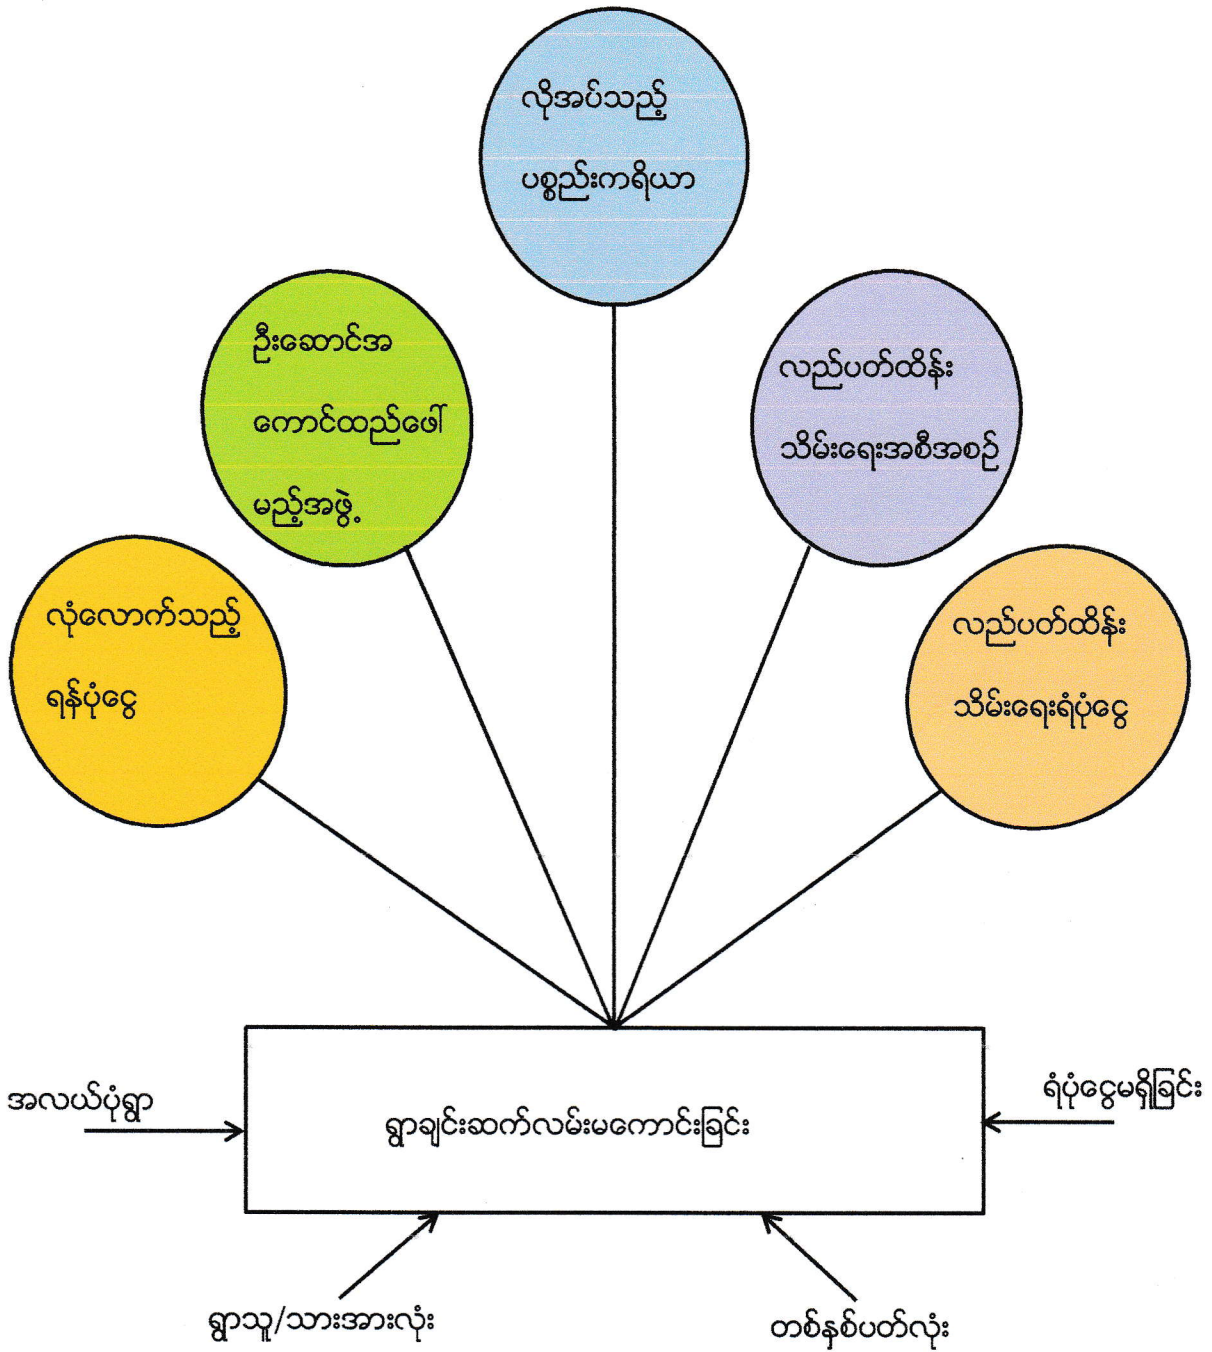 လိုအပ်သည့်
ပစ္စည်းကရိယာ
ဦးဆောင်အ
ကောင်ထည်ဖေါ်
မည့်အဖွဲ့
လည်ပတ်ထိန်း
သိမ်းရေးအစီအစဉ်
လုံလောက်သည့်
ရန်ပုံငွေ
လည်ပတ်ထိန်း
သိမ်းရေးရံပုံငွေ
အလယ်ပုံရွာ
ရံပုံငွေမရှိခြင်း
ရွာချင်းဆက်လမ်းမကောင်းခြင်း
ရွာသူ/သားအားလုံး
တစ်နှစ်ပတ်လုံး